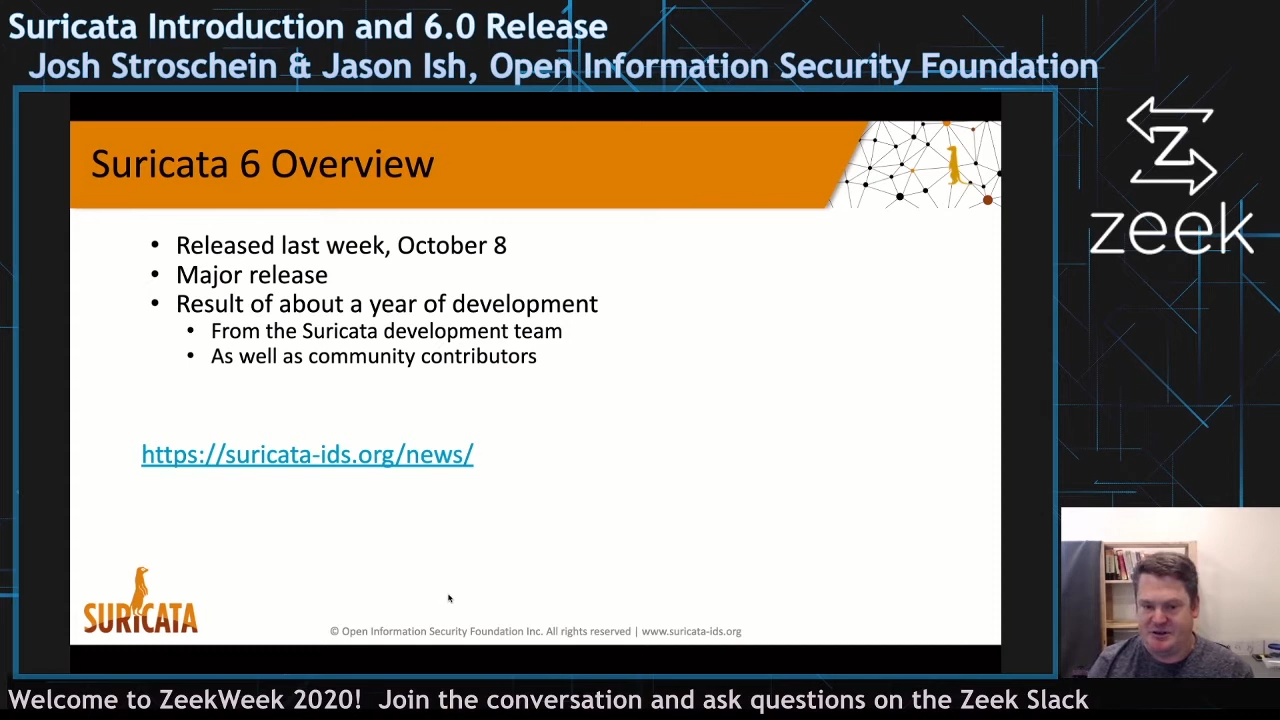 Suricata Introduction and 6.0 Release
Josh Stroschein & Jason Ish, Open Information Security Foundation
Suricata 6 Overview
• Released last week, October 8
• Major release
• Result of about a year of development
• From the Suricata development team
• As well as community contributors
https://suricata-ids.org/news/
SURICATA
© Open Information Security Foundation Inc. All rights reserved | www.suricata-ids.org
Z
zeek
Welcome to ZeekWeek 2020! Join the conversation and ask questions on the Zeek Slack